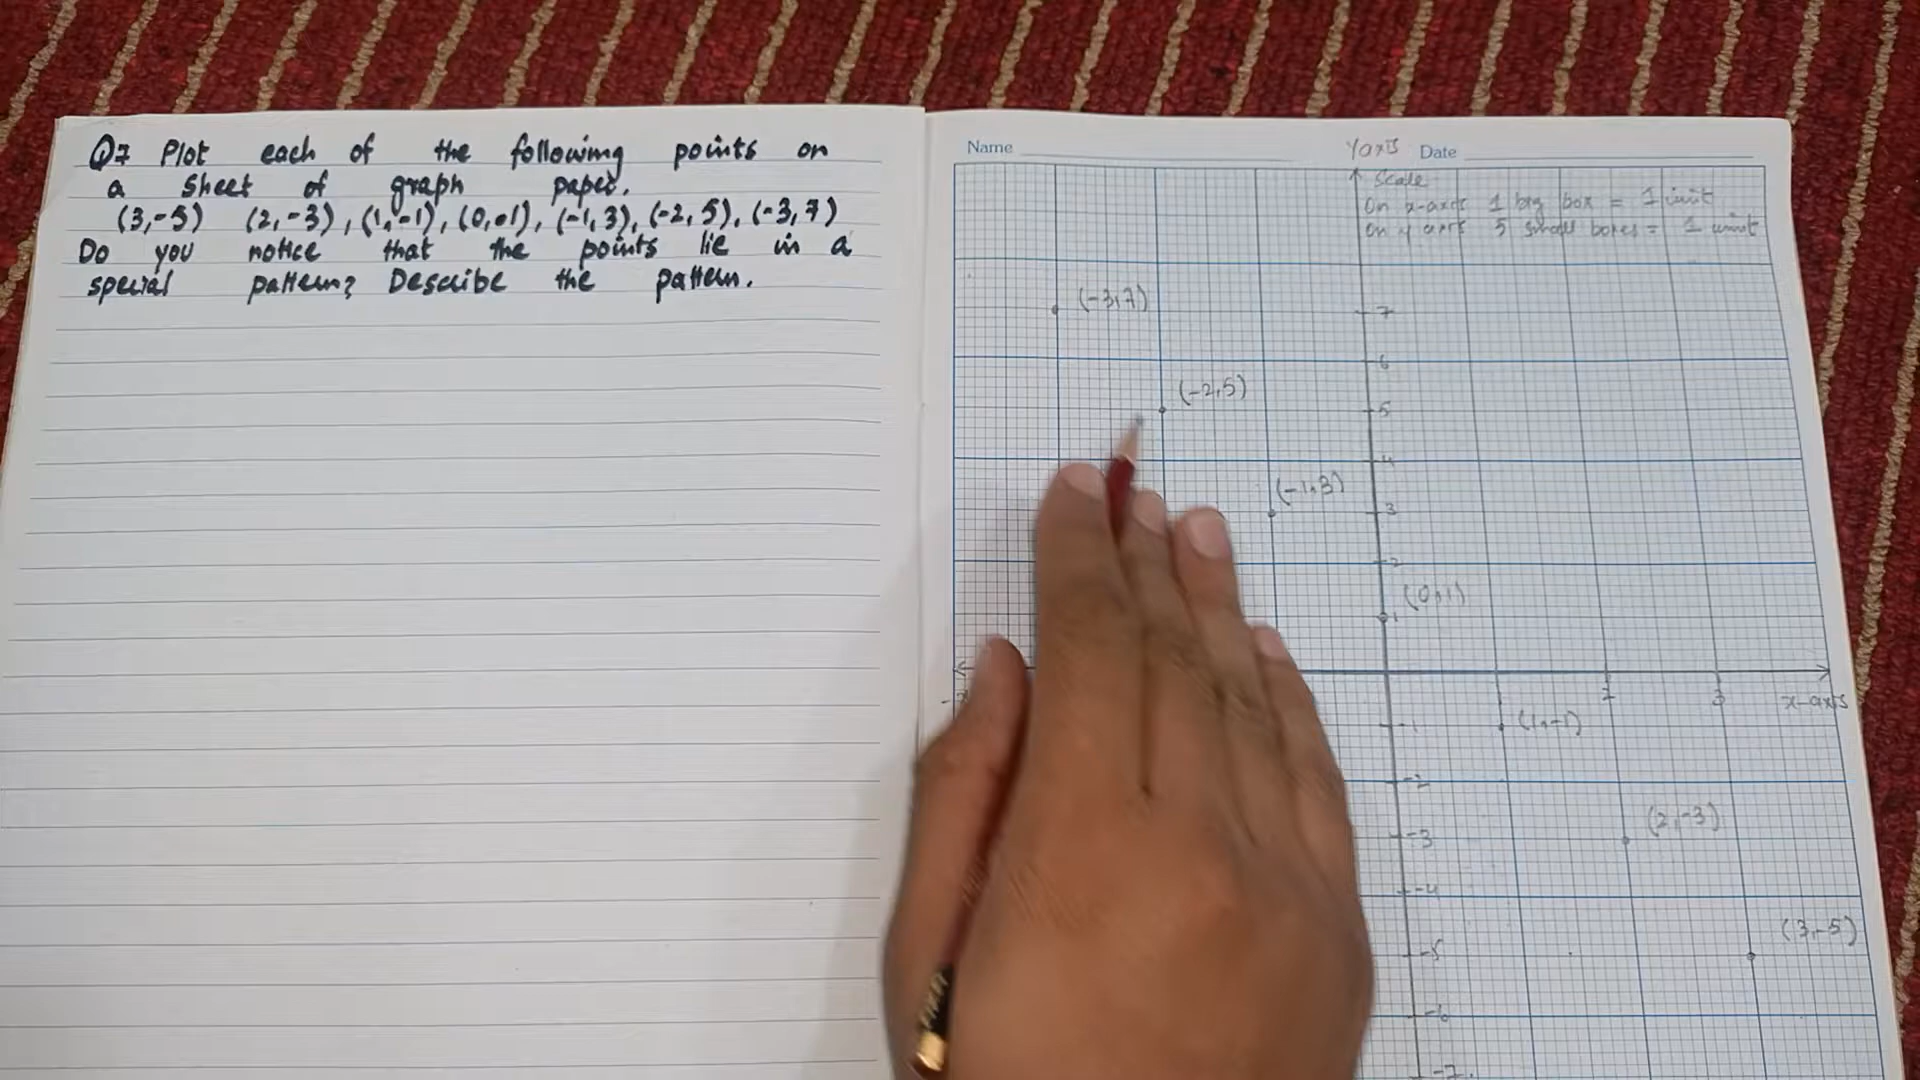 Q7 Plot each of the following points on
a sheet of graph paper.
(3,-5) (2,-3), (1,-1), (0,01), (-1,3), (-2,5), (-3,7)
Do you notice that the points lie in a
special pattern? Describe the pattern.
Name
Y axis
Date
Scale
On x-axis 1 big box = 1 unit
On y axis 5 small boxes = 1 unit
(-3,7)
7
6
(-2,5)
5
4
(-1,3)
3
2
(0,1)
1
2
3
x-axis
-1
(1,-1)
-2
-3
(2,-3)
-4
(3,-5)
-5
-6
-7